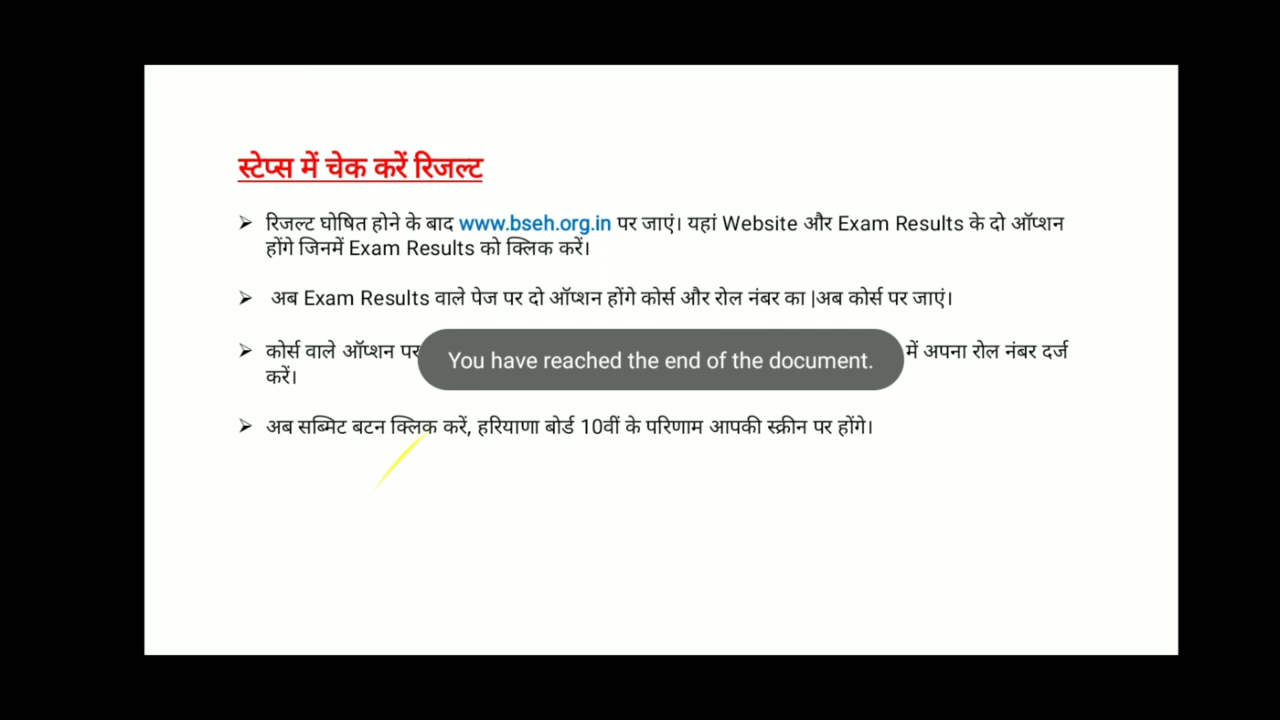 स्टेप्स में चेक करें रिजल्ट
➢ रिजल्ट घोषित होने के बाद www.bseh.org.in पर जाएं। यहां Website और Exam Results के दो ऑप्शन
होंगे जिनमें Exam Results को क्लिक करें।
➢ अब Exam Results वाले पेज पर दो ऑप्शन होंगे कोर्स और रोल नंबर का |अब कोर्स पर जाएं।
➢ कोर्स वाले ऑप्शन पर में अपना रोल नंबर दर्ज
You have reached the end of the document.
करें।
➢ अब सब्मिट बटन क्लिक करें, हरियाणा बोर्ड 10वीं के परिणाम आपकी स्क्रीन पर होंगे।